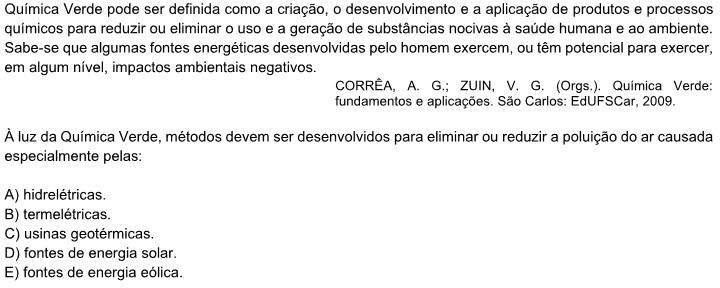 Química Verde pode ser definida como a criação, o desenvolvimento e a aplicação de produtos e processos
químicos para reduzir ou eliminar o uso e a geração de substâncias nocivas à saúde humana e ao ambiente.
Sabe-se que algumas fontes energéticas desenvolvidas pelo homem exercem, ou têm potencial para exercer,
em algum nível, impactos ambientais negativos.
CORRÊA, A. G.; ZUIN, V. G. (Orgs.). Química Verde:
fundamentos e aplicações. São Carlos: EdUFSCar, 2009.
À luz da Química Verde, métodos devem ser desenvolvidos para eliminar ou reduzir a poluição do ar causada
especialmente pelas:
A) hidrelétricas.
B) termelétricas.
C) usinas geotérmicas.
D) fontes de energia solar.
E) fontes de energia eólica.